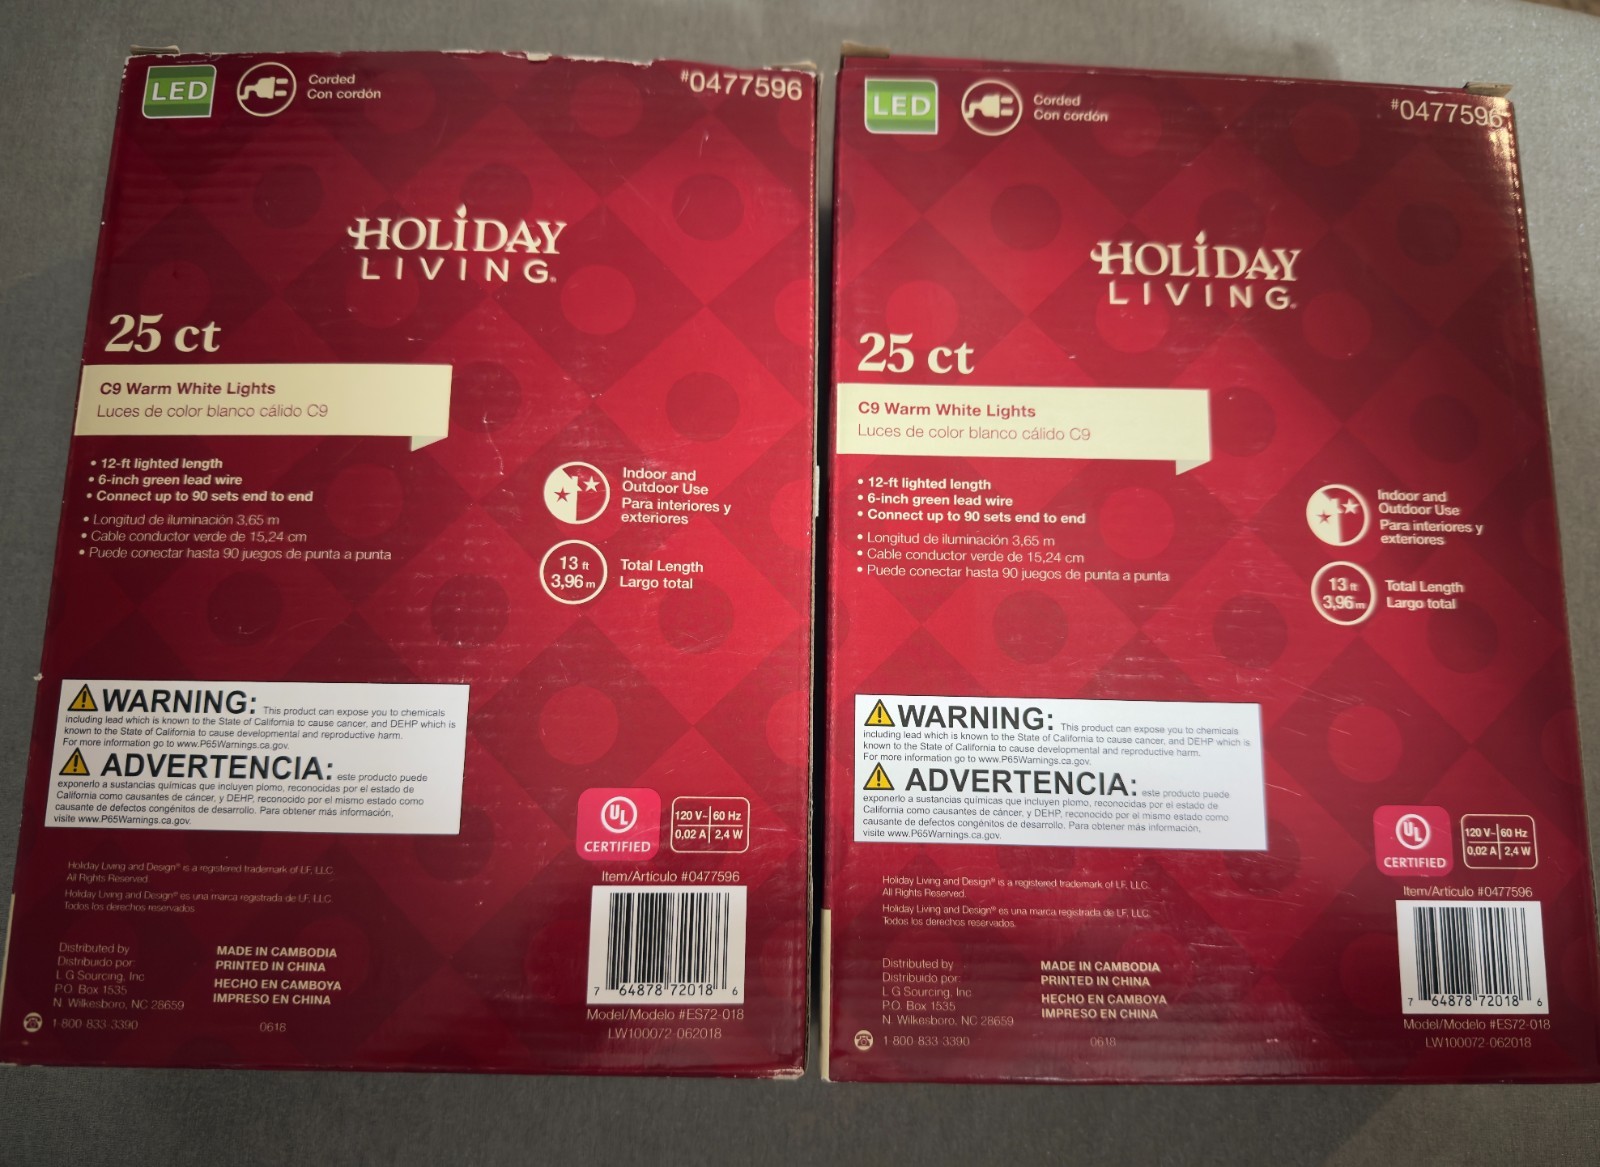 LED
Corded
Con cordón
#0477596
HOLiDAY
LIVING®
25 ct
C9 Warm White Lights
Luces de color blanco cálido C9
• 12-ft lighted length
• 6-inch green lead wire
• Connect up to 90 sets end to end
• Longitud de iluminación 3,65 m
• Cable conductor verde de 15,24 cm
• Puede conectar hasta 90 juegos de punta a punta
Indoor and
Outdoor Use
Para interiores y
exteriores
13 ft
3,96 m
Total Length
Largo total
WARNING: This product can expose you to chemicals
including lead which is known to the State of California to cause cancer, and DEHP which is
known to the State of California to cause developmental and reproductive harm.
For more information go to www.P65Warnings.ca.gov.
ADVERTENCIA: este producto puede
exponerlo a sustancias químicas que incluyen plomo, reconocidas por el estado de
California como causantes de cáncer, y DEHP, reconocido por el mismo estado como
causante de defectos congénitos de desarrollo. Para obtener más información,
visite www.P65Warnings.ca.gov.
UL
CERTIFIED
120 V~ 60 Hz
0,02 A 2,4 W
Holiday Living and Design® is a registered trademark of LF, LLC.
All Rights Reserved.
Holiday Living and Design® es una marca registrada de LF, LLC.
Todos los derechos reservados.
Item/Artículo #0477596
7 64878 72018 6
Distributed by
Distribuido por:
L G Sourcing, Inc
P.O. Box 1535
N. Wilkesboro, NC 28659
1-800-833-3390
MADE IN CAMBODIA
PRINTED IN CHINA
HECHO EN CAMBOYA
IMPRESO EN CHINA
0618
Model/Modelo #ES72-018
LW100072-062018
LED
Corded
Con cordón
#0477596
HOLiDAY
LIVING®
25 ct
C9 Warm White Lights
Luces de color blanco cálido C9
• 12-ft lighted length
• 6-inch green lead wire
• Connect up to 90 sets end to end
• Longitud de iluminación 3,65 m
• Cable conductor verde de 15,24 cm
• Puede conectar hasta 90 juegos de punta a punta
Indoor and
Outdoor Use
Para interiores y
exteriores
13 ft
3,96 m
Total Length
Largo total
WARNING: This product can expose you to chemicals
including lead which is known to the State of California to cause cancer, and DEHP which is
known to the State of California to cause developmental and reproductive harm.
For more information go to www.P65Warnings.ca.gov.
ADVERTENCIA: este producto puede
exponerlo a sustancias químicas que incluyen plomo, reconocidas por el estado de
California como causantes de cáncer, y DEHP, reconocido por el mismo estado como
causante de defectos congénitos de desarrollo. Para obtener más información,
visite www.P65Warnings.ca.gov.
UL
CERTIFIED
120 V~ 60 Hz
0,02 A 2,4 W
Holiday Living and Design® is a registered trademark of LF, LLC.
All Rights Reserved.
Holiday Living and Design® es una marca registrada de LF, LLC.
Todos los derechos reservados.
Item/Artículo #0477596
7 64878 72018 6
Distributed by
Distribuido por:
L G Sourcing, Inc
P.O. Box 1535
N. Wilkesboro, NC 28659
1-800-833-3390
MADE IN CAMBODIA
PRINTED IN CHINA
HECHO EN CAMBOYA
IMPRESO EN CHINA
0618
Model/Modelo #ES72-018
LW100072-062018